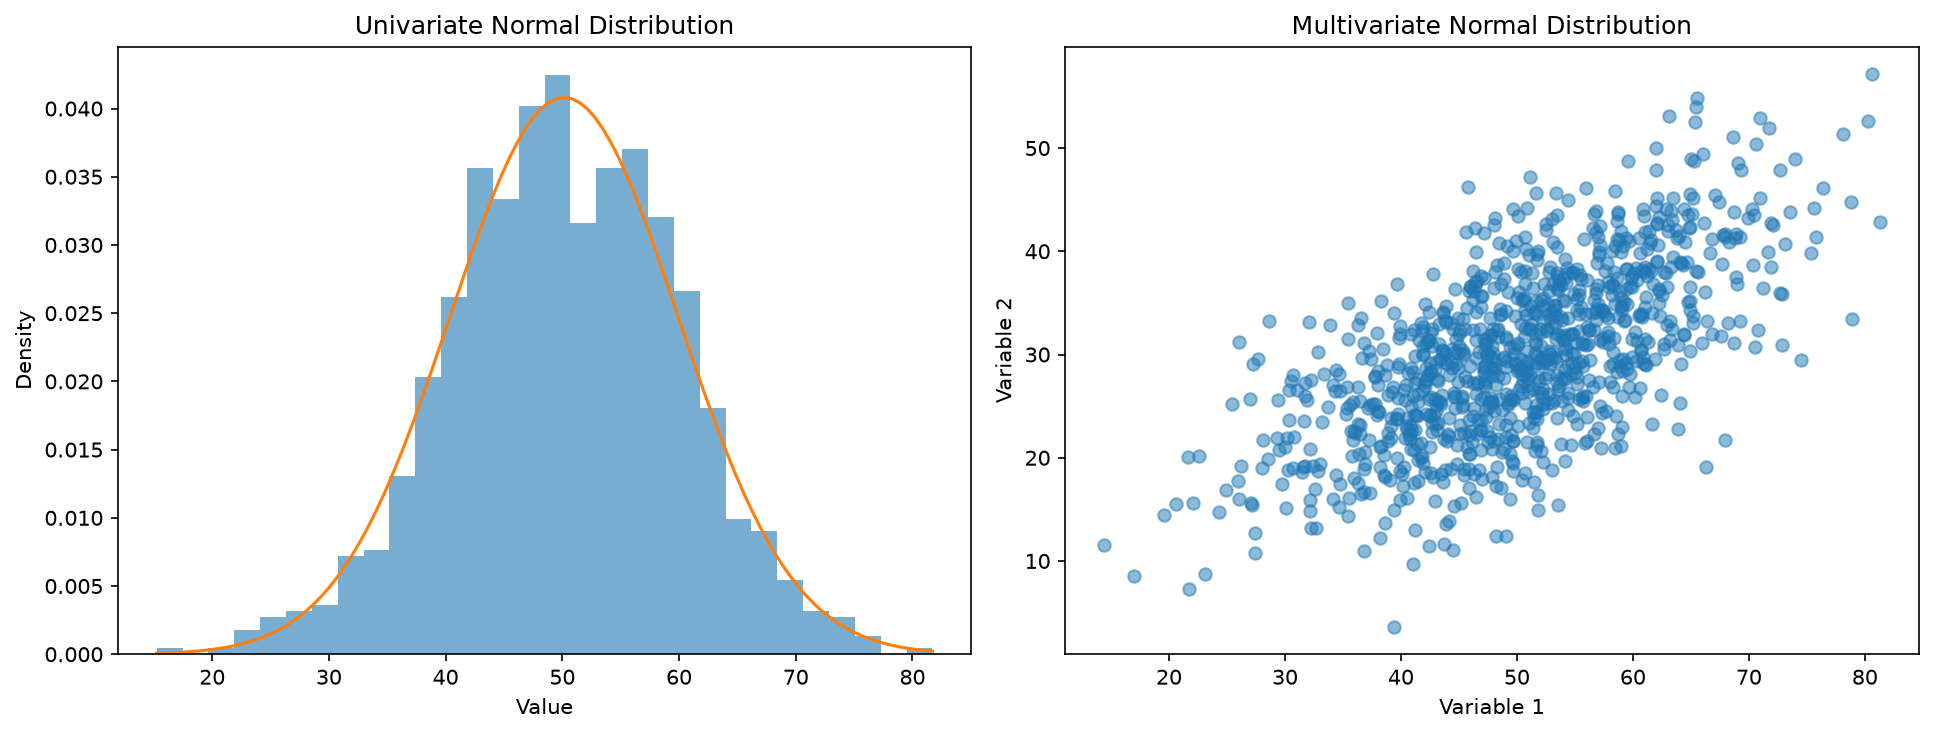 Univariate Normal Distribution
0.040
0.035
0.030
0.025
0.020
0.015
0.010
0.005
0.000
Density
20 30 40 50 60 70 80
Value
Multivariate Normal Distribution
50
40
30
20
10
Variable 2
20 30 40 50 60 70 80
Variable 1